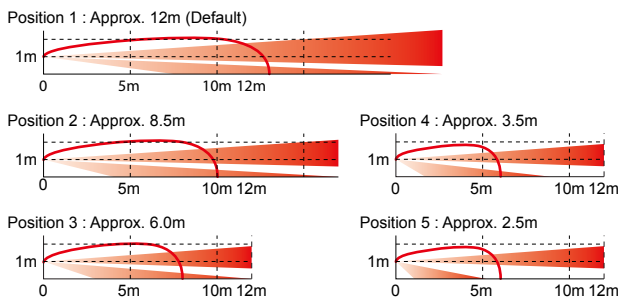 Position 1 : Approx. 12m (Default)
1m
0 5m 10m 12m
Position 2 : Approx. 8.5m
1m
0 5m 10m 12m
Position 4 : Approx. 3.5m
1m
0 5m 10m 12m
Position 3 : Approx. 6.0m
1m
0 5m 10m 12m
Position 5 : Approx. 2.5m
1m
0 5m 10m 12m